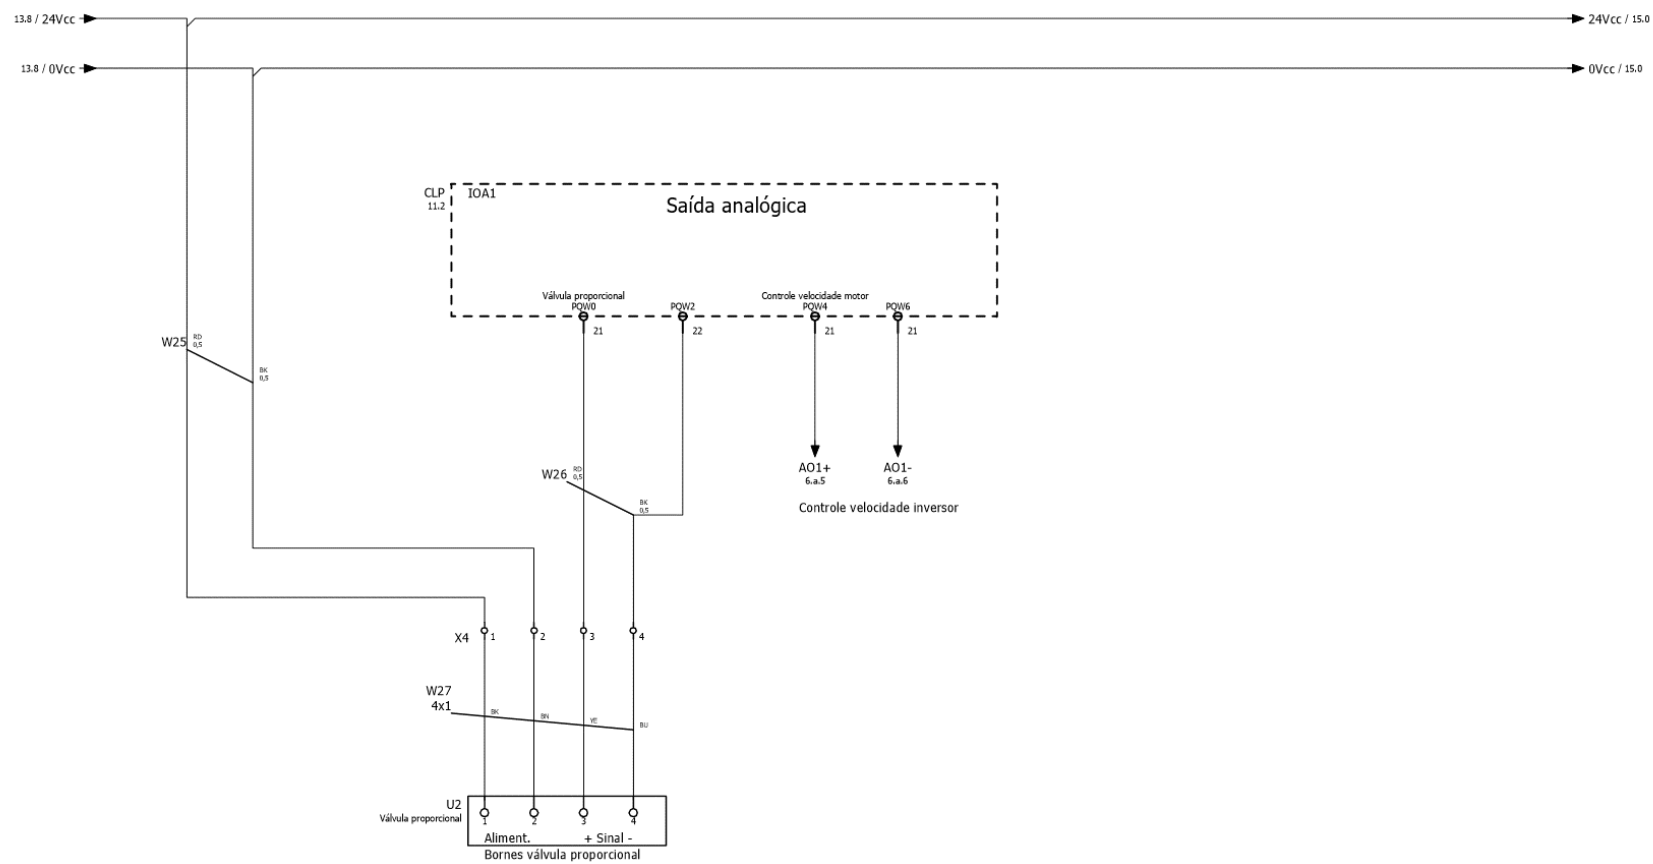 13.8 / 24Vcc
24Vcc / 15.0
13.8 / 0Vcc
0Vcc / 15.0
CLP
11.2
IOA1
Saída analógica
Válvula proporcional
Controle velocidade motor
PQW0
PQW2
PQW4
PQW6
21
22
21
21
W25
RD
0,5
BK
0,5
W26
RD
0,5
BK
0,5
AO1+
6.a.5
AO1-
6.a.6
Controle velocidade inversor
X4
1
2
3
4
W27
4x1
BK
BN
YE
BU
U2
Válvula proporcional
1
2
3
4
Aliment.
+ Sinal -
Bornes válvula proporcional